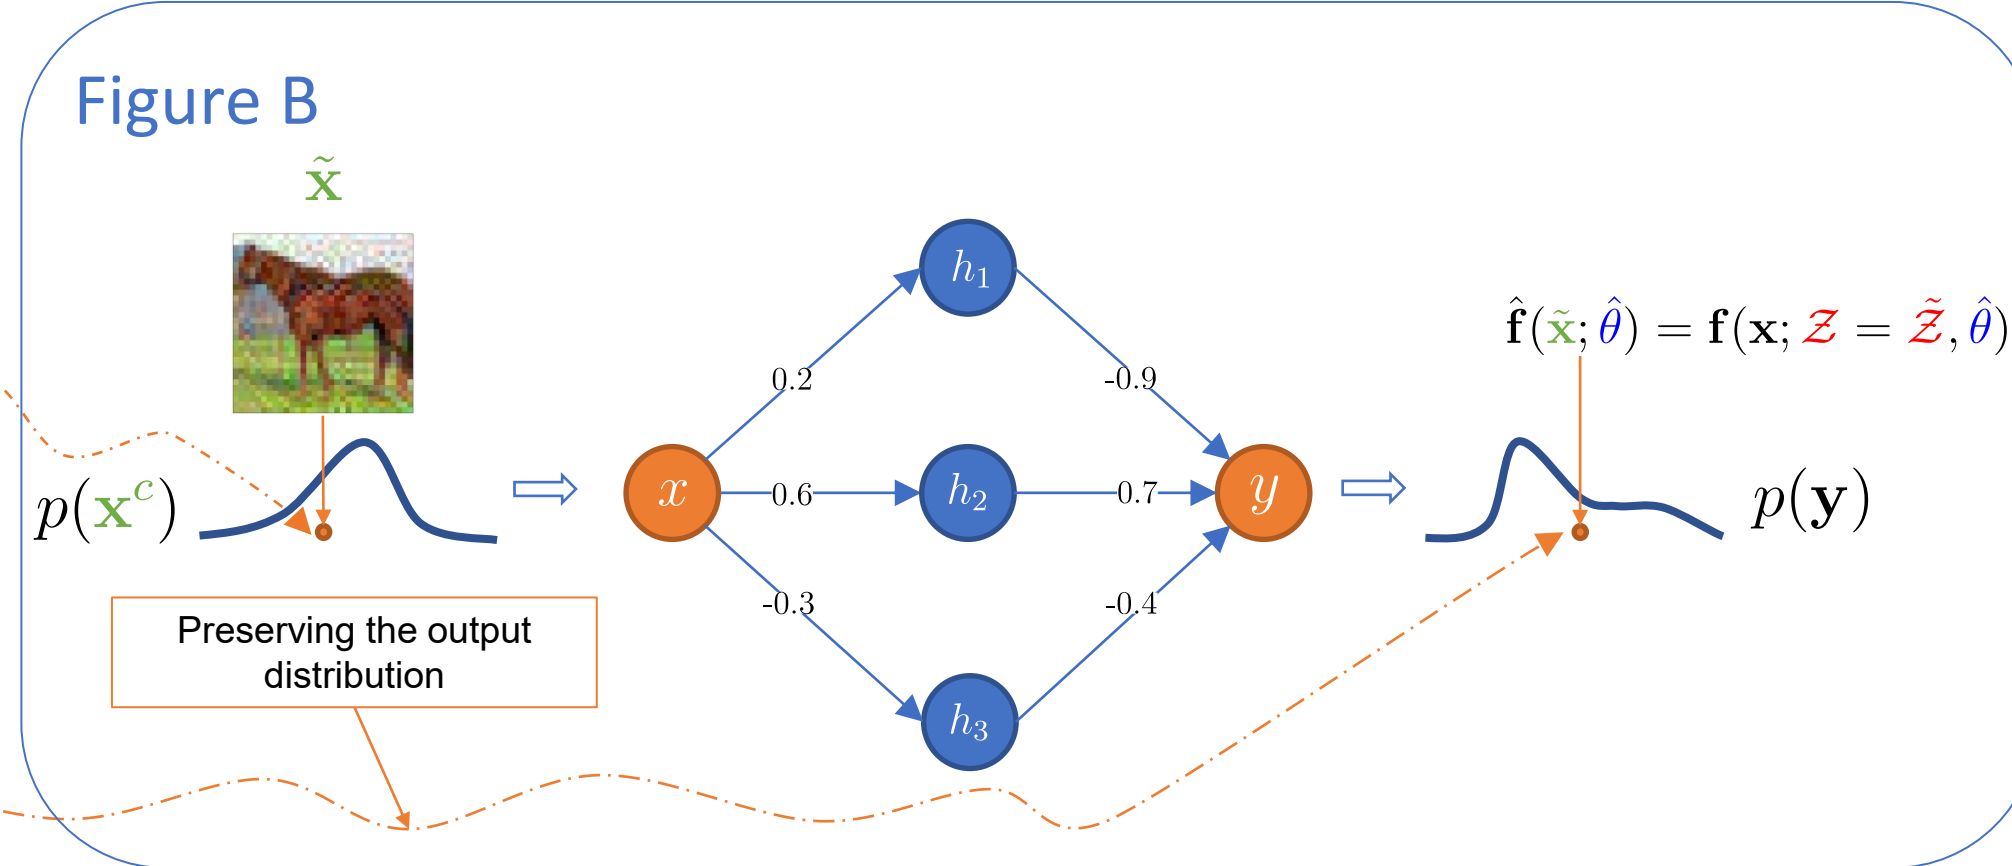 Figure B
x̃
h₁
f̂(x̃; θ̂) = f(x; 𝒵 = 𝒵̃, θ̂)
0.2
-0.9
p(xᶜ)
x
0.6
h₂
0.7
y
p(y)
-0.3
-0.4
Preserving the output
distribution
h₃